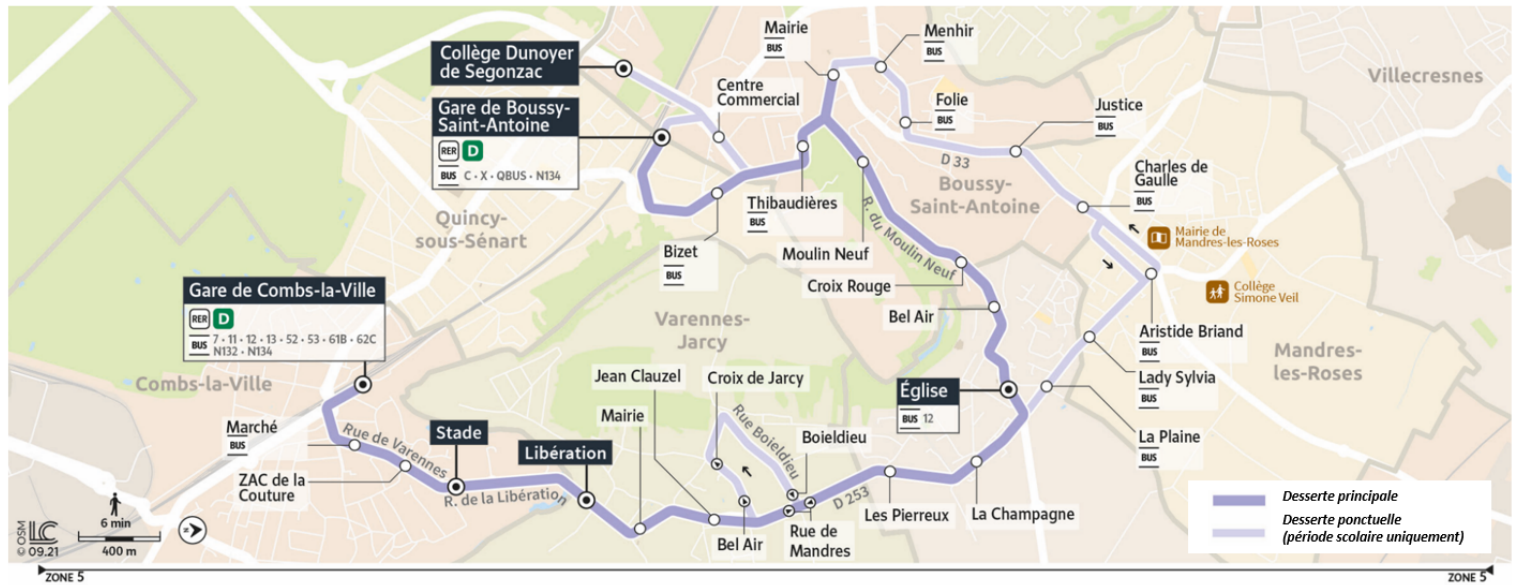 Mairie
BUS
Menhir
BUS
Collège Dunoyer
de Segonzac
Villecresnes
Centre
Commercial
Folie
BUS
Justice
BUS
Gare de Boussy-
Saint-Antoine
RER D
BUS C • X • QBUS • N134
D 33
Charles de
Gaulle
BUS
Boussy-
Saint-Antoine
Thibaudières
BUS
R. du Moulin Neuf
Quincy-
sous-Sénart
Mairie de
Mandres-les-Roses
Bizet
BUS
Moulin Neuf
Croix Rouge
Collège
Simone Veil
Gare de Combs-la-Ville
RER D
BUS 7 • 11 • 12 • 13 • 52 • 53 • 61B • 62C
N132 • N134
Varennes-
Jarcy
Bel Air
Aristide Briand
BUS
Mandres-
les-Roses
Combs-la-Ville
Jean Clauzel
Croix de Jarcy
Église
BUS 12
Lady Sylvia
BUS
Mairie
Marché
BUS
Rue de Varennes
Stade
Rue Boieldieu
Boieldieu
La Plaine
BUS
Libération
ZAC de la
Couture
R. de la Libération
D 253
Les Pierreux
La Champagne
Bel Air
Rue de
Mandres
Desserte principale
Desserte ponctuelle
(période scolaire uniquement)
© OSM
LC
09.21
6 min
400 m
N
ZONE 5
ZONE 5